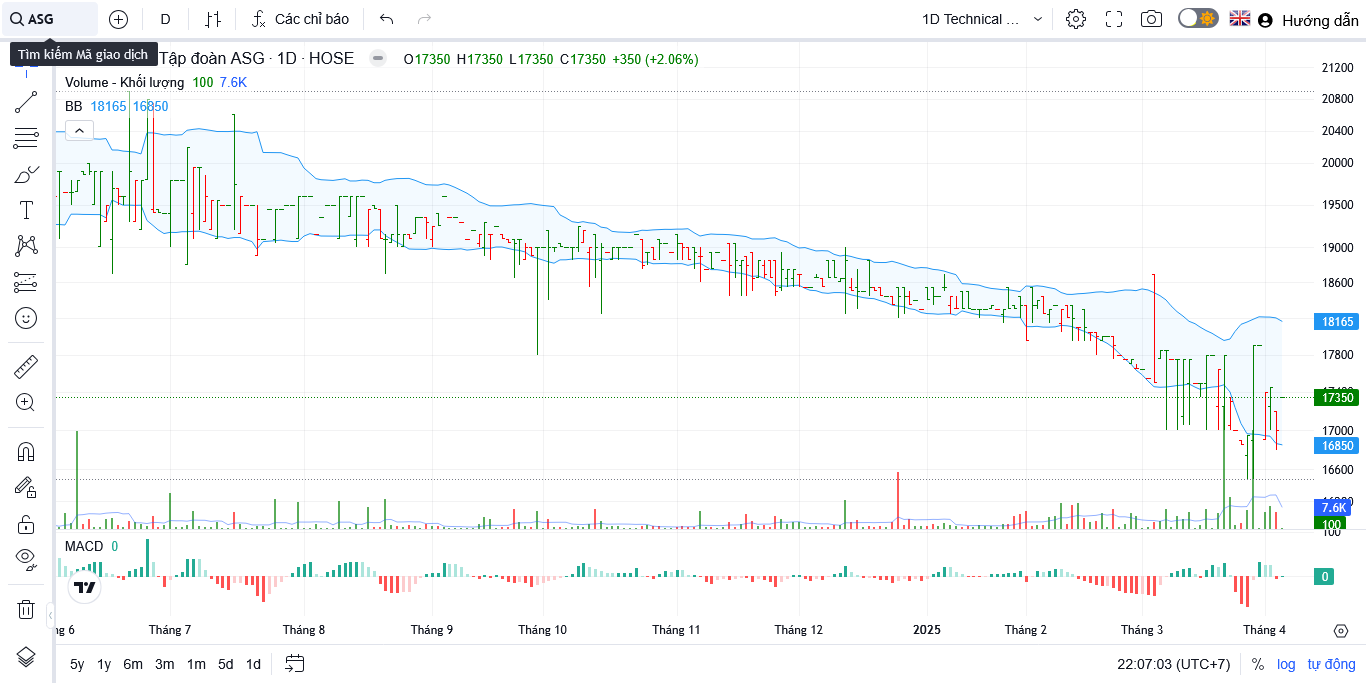 ASG
D
Các chỉ báo
1D Technical ...
Hướng dẫn
Tìm kiếm Mã giao dịch
Tập đoàn ASG · 1D · HOSE
O17350 H17350 L17350 C17350 +350 (+2.06%)
Volume - Khối lượng 100 7.6K
BB 18165 16850
21200
20800
20400
20000
19500
19000
18600
18165
17800
17350
17000
16850
16600
7.6K
100
100
MACD 0
0
ng 6 Tháng 7 Tháng 8 Tháng 9 Tháng 10 Tháng 11 Tháng 12 2025 Tháng 2 Tháng 3 Tháng 4
5y 1y 6m 3m 1m 5d 1d
22:07:03 (UTC+7) % log tự động